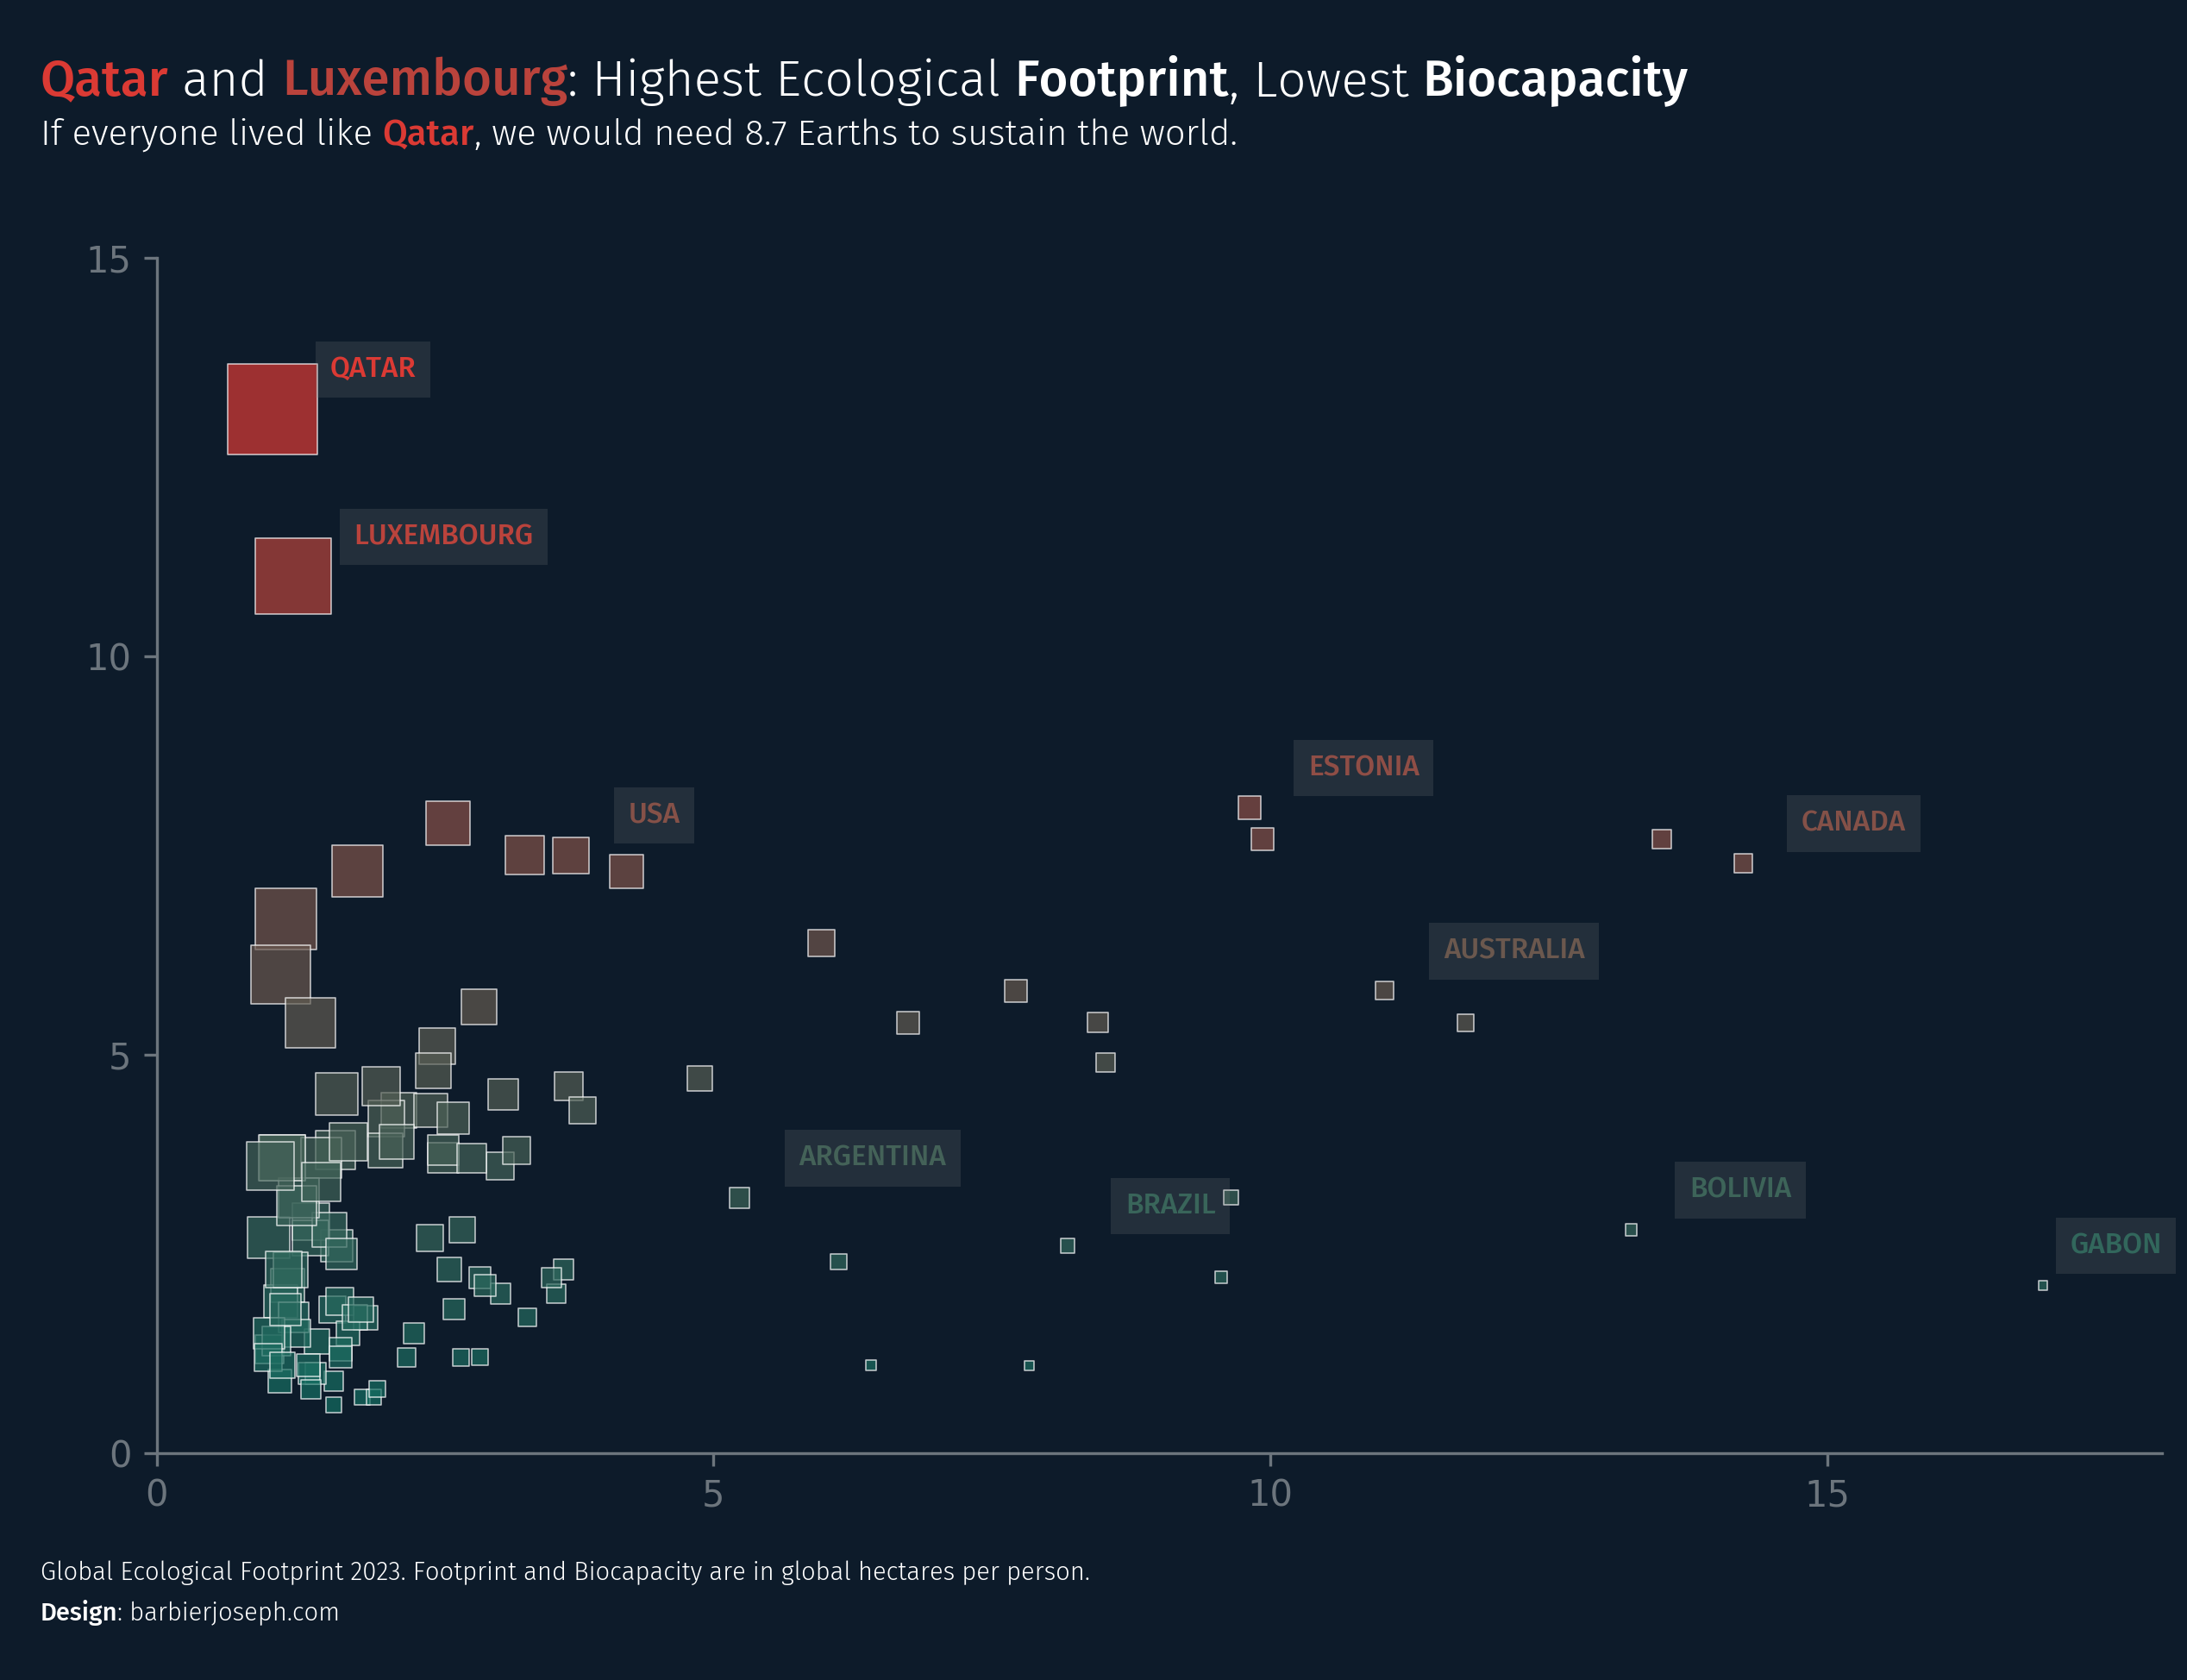 Qatar and Luxembourg: Highest Ecological Footprint, Lowest Biocapacity
If everyone lived like Qatar, we would need 8.7 Earths to sustain the world.
15
QATAR
LUXEMBOURG
10
ESTONIA
USA
CANADA
AUSTRALIA
5
ARGENTINA
BOLIVIA
BRAZIL
GABON
0
0 5 10 15
Global Ecological Footprint 2023. Footprint and Biocapacity are in global hectares per person.
Design: barbierjoseph.com